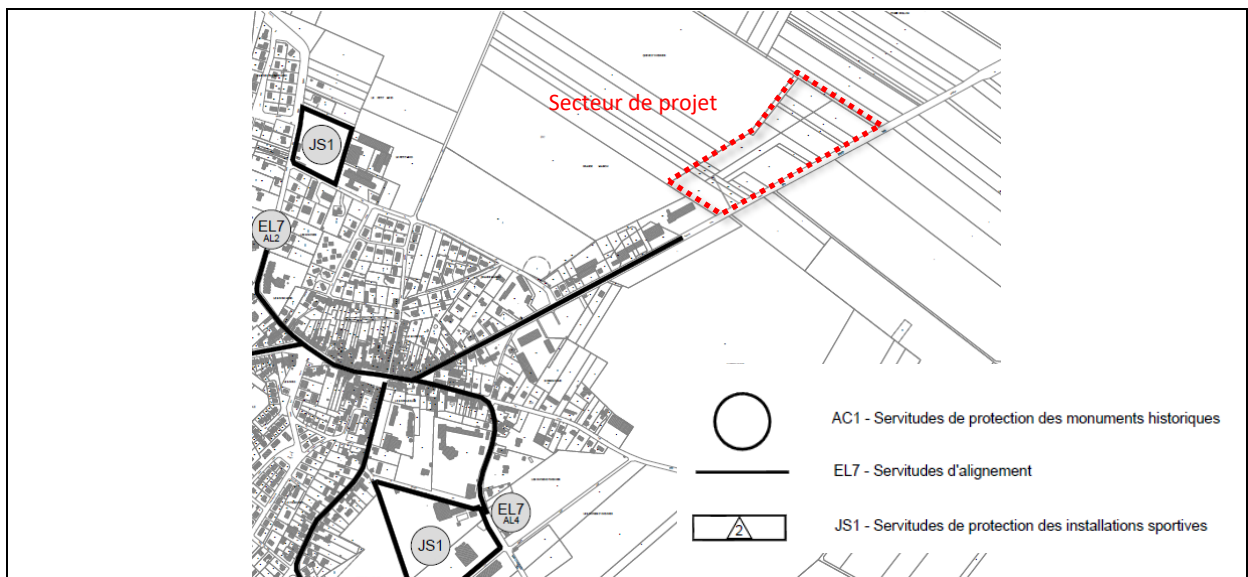 Secteur de projet
JS1
EL7
AL2
AC1 - Servitudes de protection des monuments historiques
EL7 - Servitudes d'alignement
EL7
AL4
2
JS1 - Servitudes de protection des installations sportives
JS1